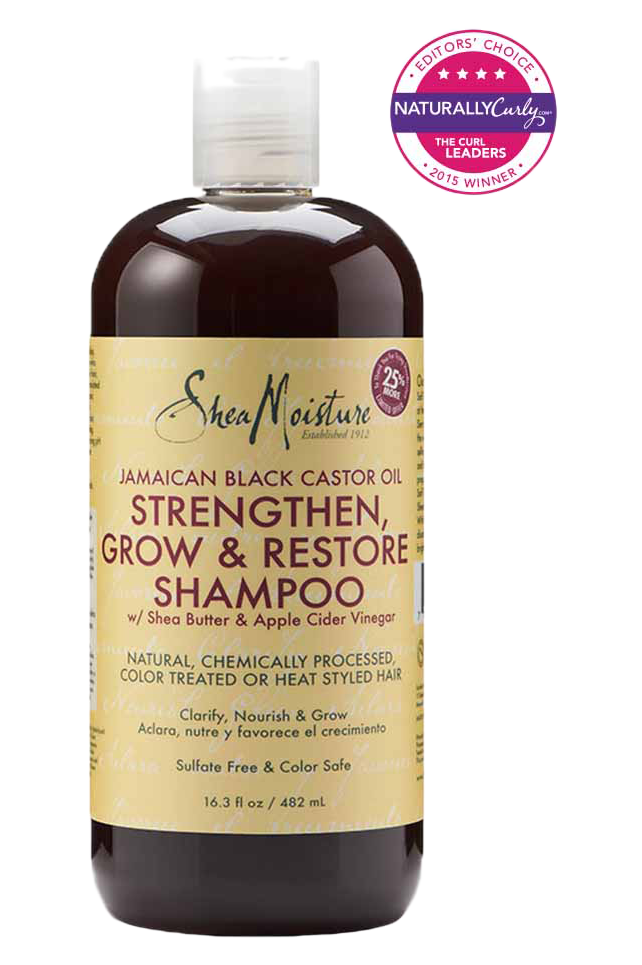 EDITORS' CHOICE
NATURALLYCurly.COM
THE CURL
LEADERS
2015 WINNER
SheaMoisture
Established 1912
25%
MORE
LIMITED OFFER
JAMAICAN BLACK CASTOR OIL
STRENGTHEN,
GROW & RESTORE
SHAMPOO
w/ Shea Butter & Apple Cider Vinegar
NATURAL, CHEMICALLY PROCESSED,
COLOR TREATED OR HEAT STYLED HAIR
Clarify, Nourish & Grow
Aclara, nutre y favorece el crecimiento
Sulfate Free & Color Safe
16.3 fl oz / 482 mL